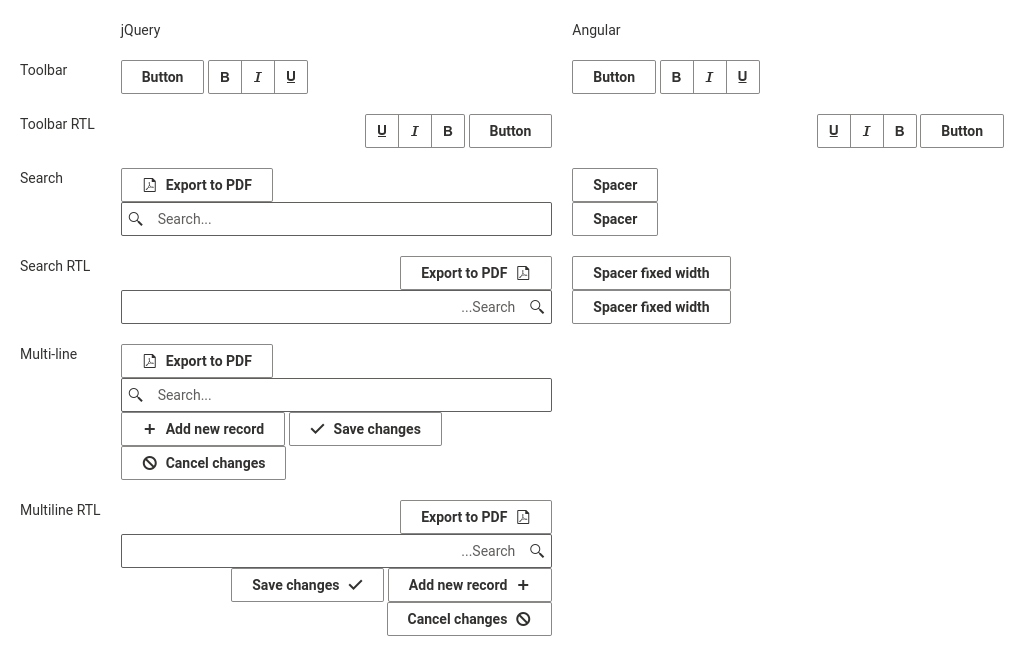 jQuery Angular
Toolbar Button B I U Button B I U
Toolbar RTL U I B Button U I B Button
Search Export to PDF Spacer
Search... Spacer
Search RTL Export to PDF Spacer fixed width
...Search Spacer fixed width
Multi-line Export to PDF
Search...
Add new record Save changes
Cancel changes
Multiline RTL Export to PDF
...Search
Save changes Add new record
Cancel changes